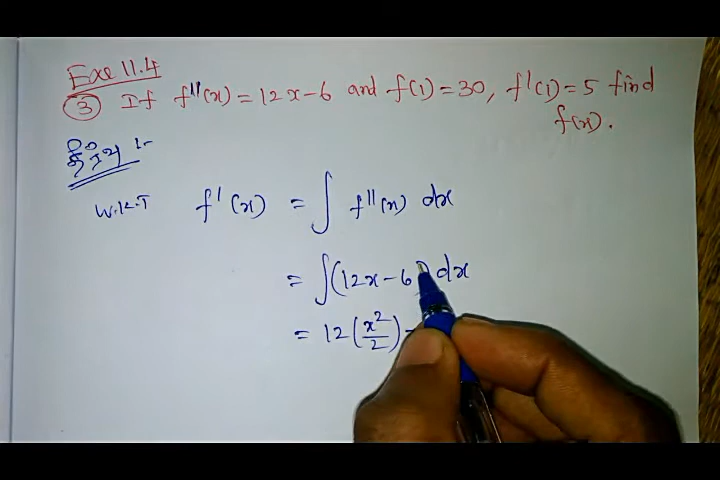 Exe 11.4
③ If f''(x) = 12x-6 and f(1) = 30, f'(1) = 5 find
f(x).
தீர்வு :-
W.K.T f'(x) = ∫ f''(x) dx
= ∫(12x-6) dx
= 12(x²/2) -